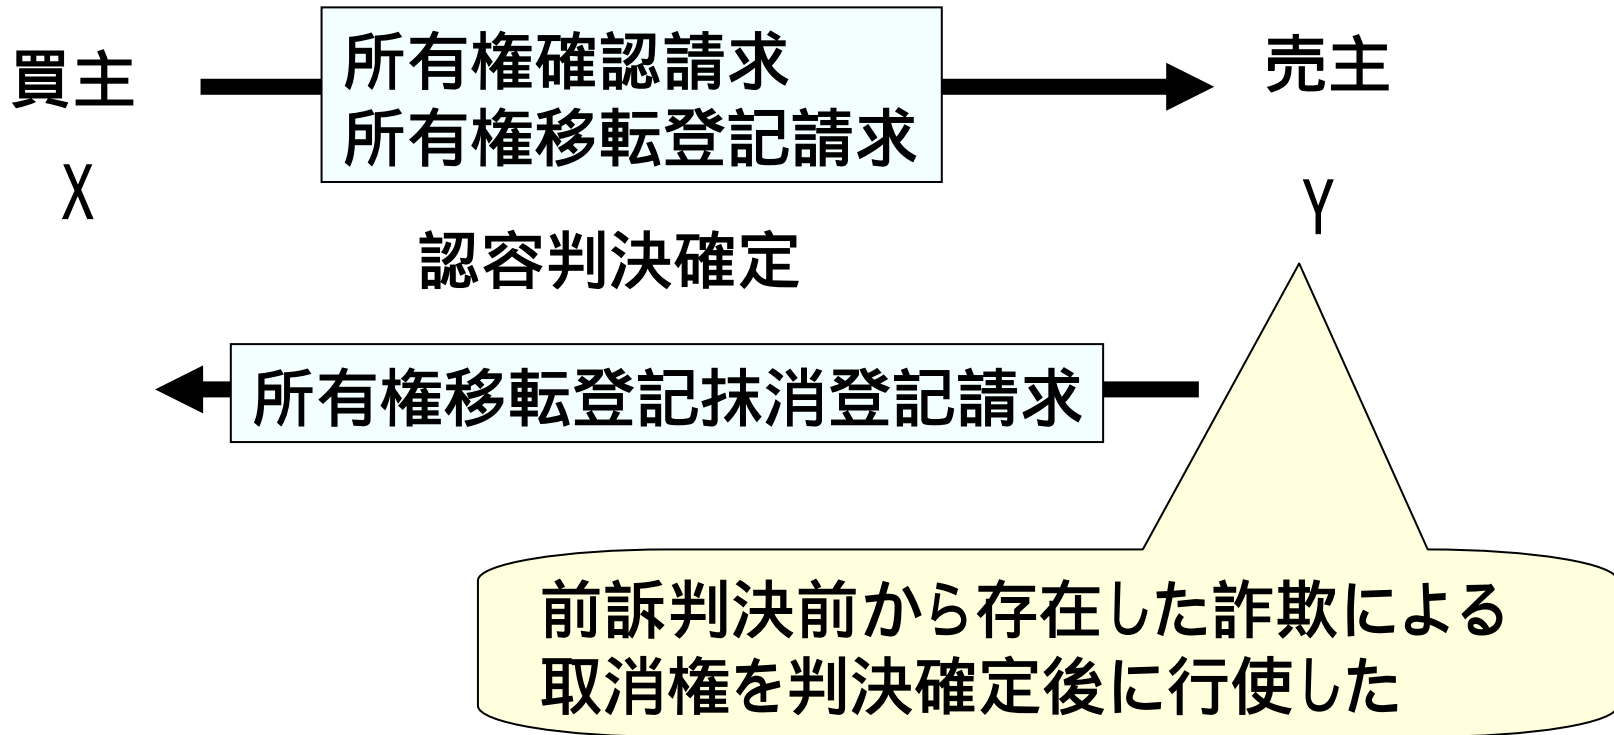 買主
X
所有権確認請求
所有権移転登記請求
売主
Y
認容判決確定
所有権移転登記抹消登記請求
前訴判決前から存在した詐欺による
取消権を判決確定後に行使した